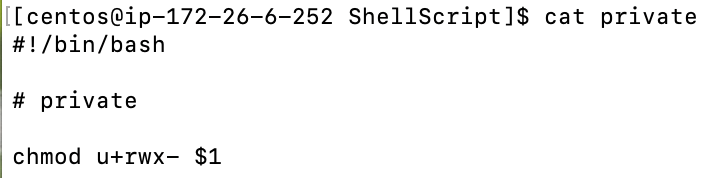 [[centos@ip-172-26-6-252 ShellScript]$ cat private
#!/bin/bash
# private
chmod u+rwx- $1